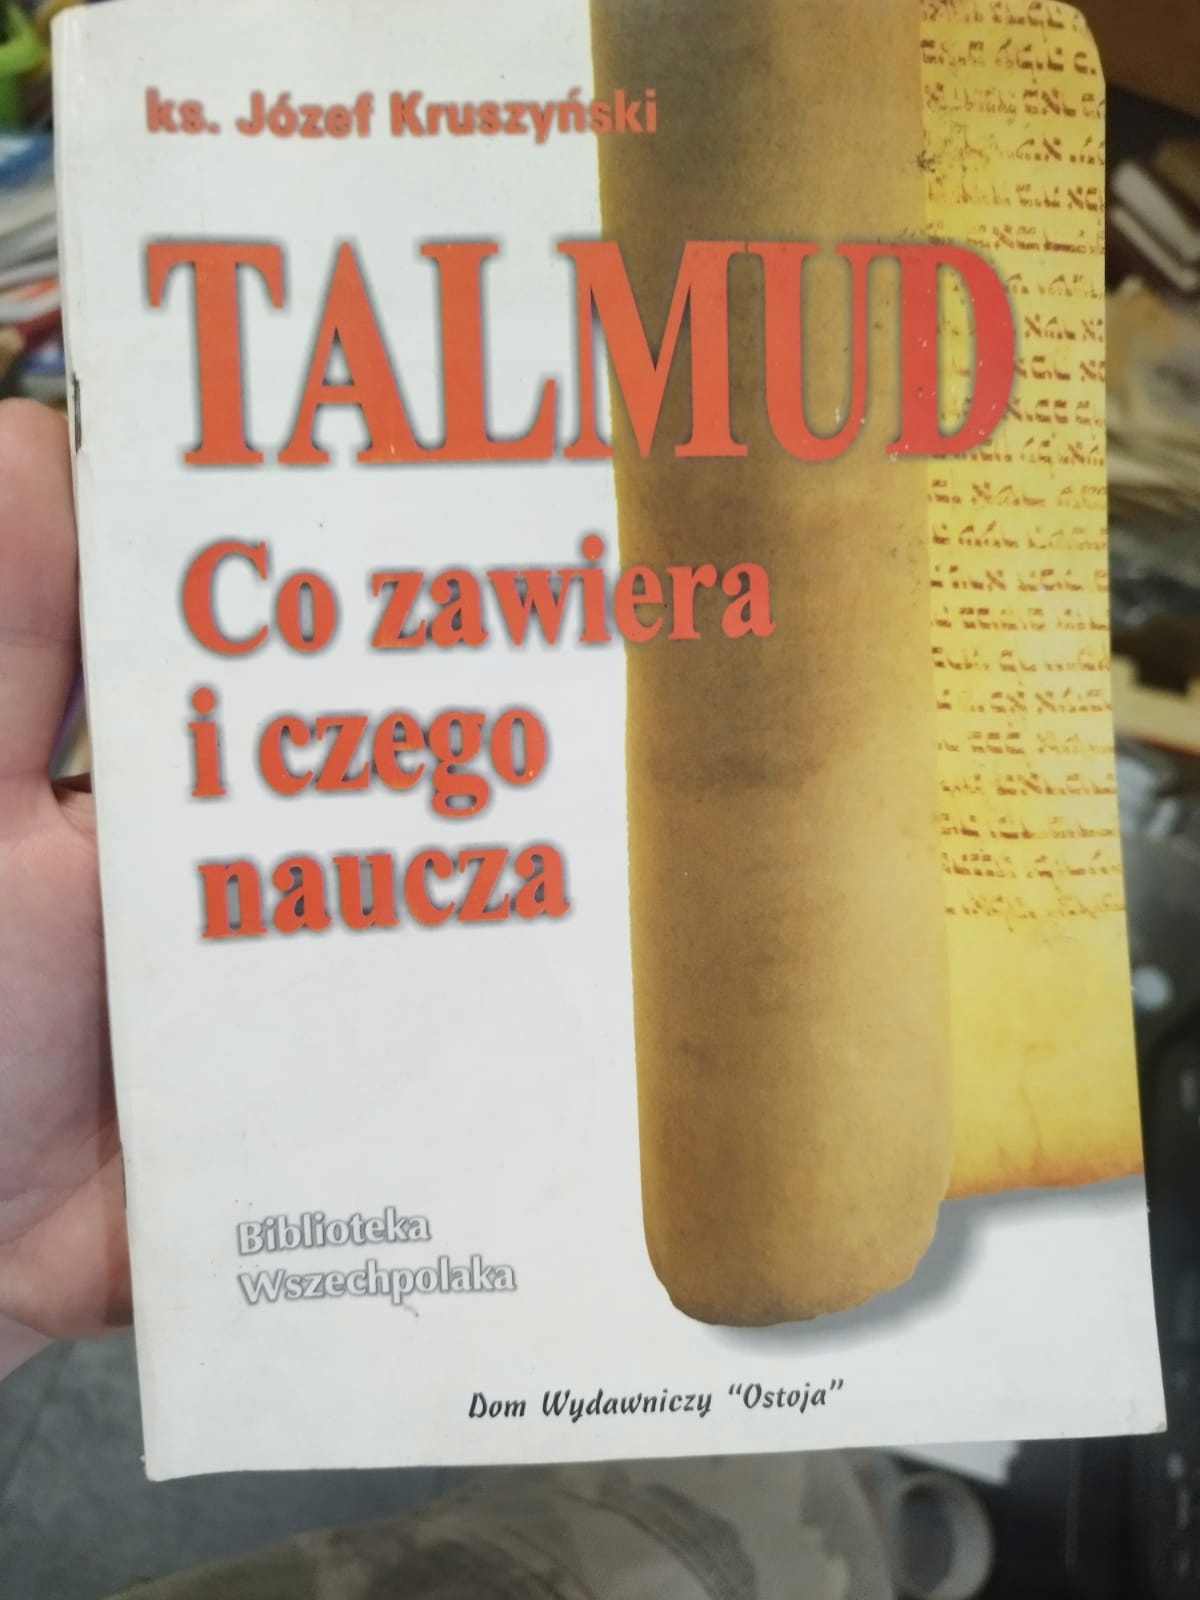 ks. Józef Kruszyński
TALMUD
Co zawiera
i czego
naucza
Biblioteka
Wszechpolaka
Dom Wydawniczy “Ostoja”